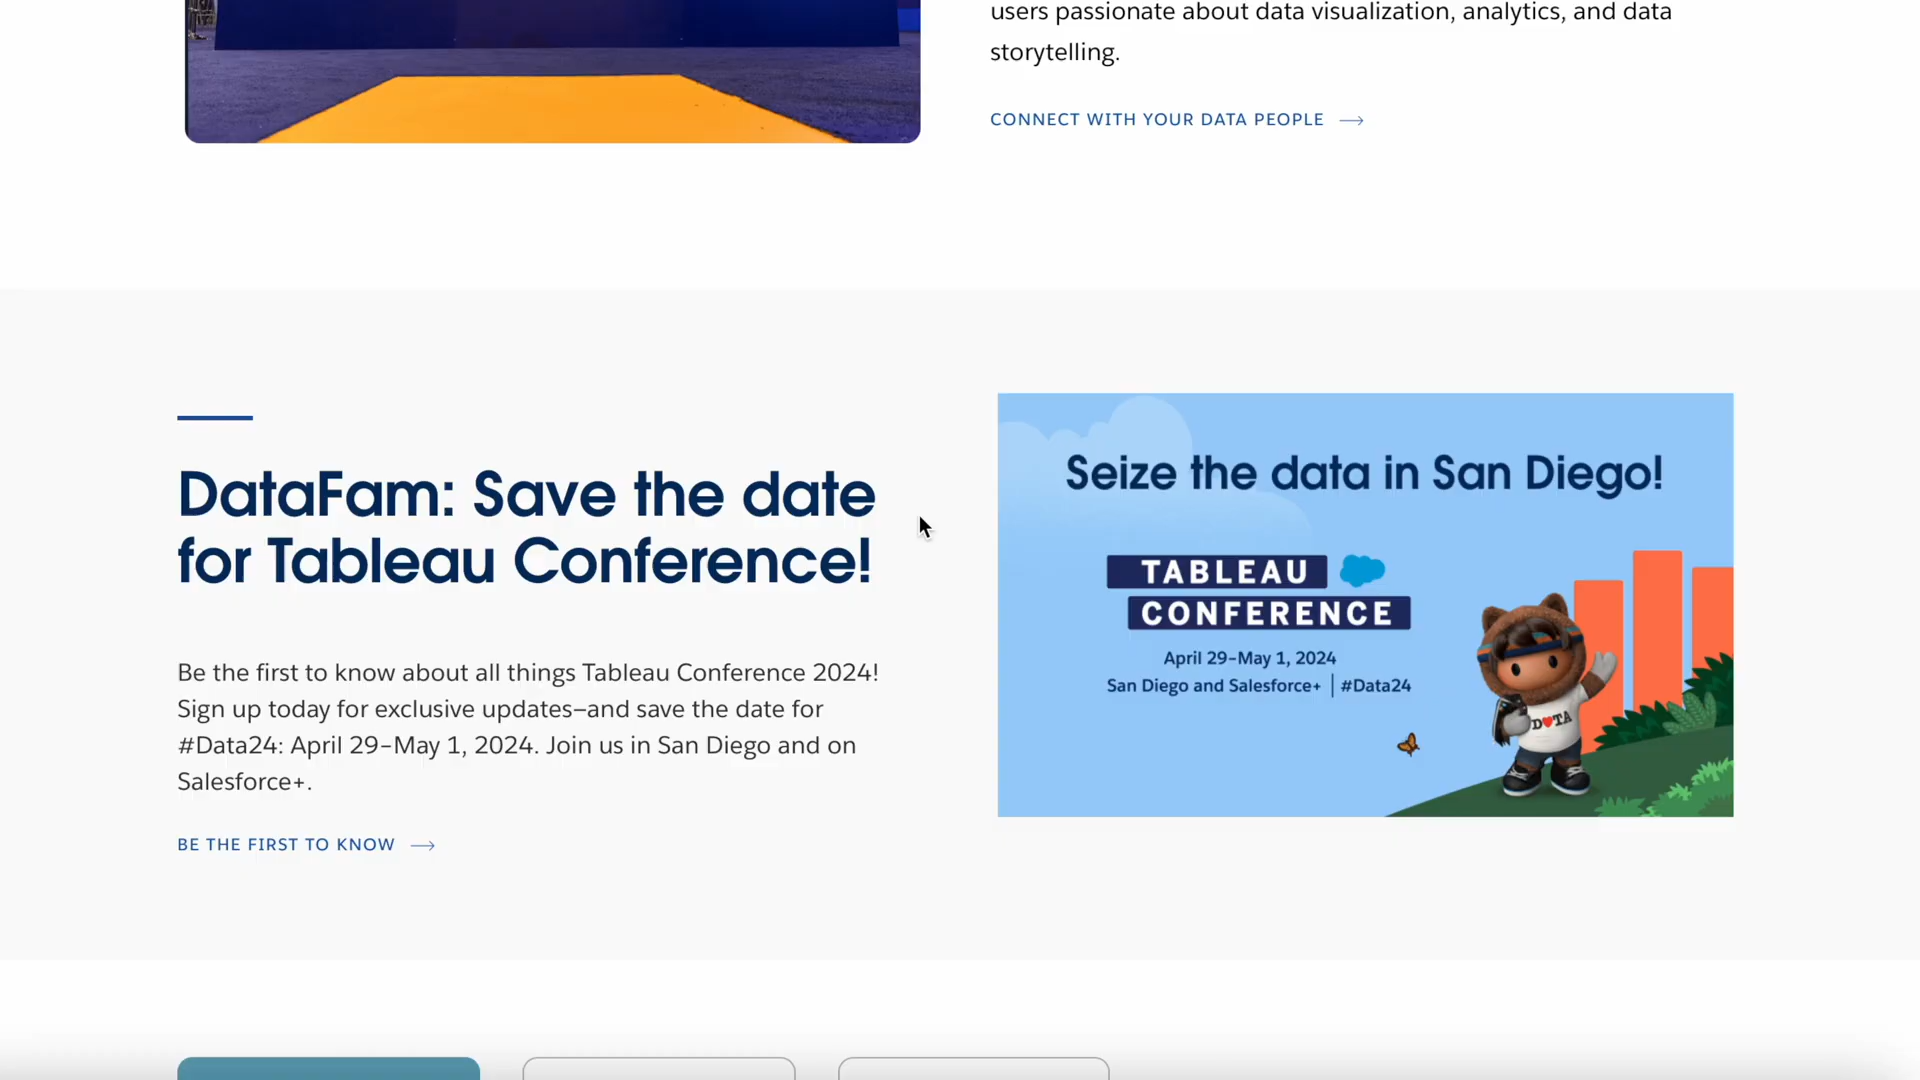 users passionate about data visualization, analytics, and data
storytelling.
CONNECT WITH YOUR DATA PEOPLE
DataFam: Save the date
for Tableau Conference!
Be the first to know about all things Tableau Conference 2024!
Sign up today for exclusive updates—and save the date for
#Data24: April 29–May 1, 2024. Join us in San Diego and on
Salesforce+.
BE THE FIRST TO KNOW
Seize the data in San Diego!
TABLEAU
CONFERENCE
April 29–May 1, 2024
San Diego and Salesforce+ | #Data24
D♥TA